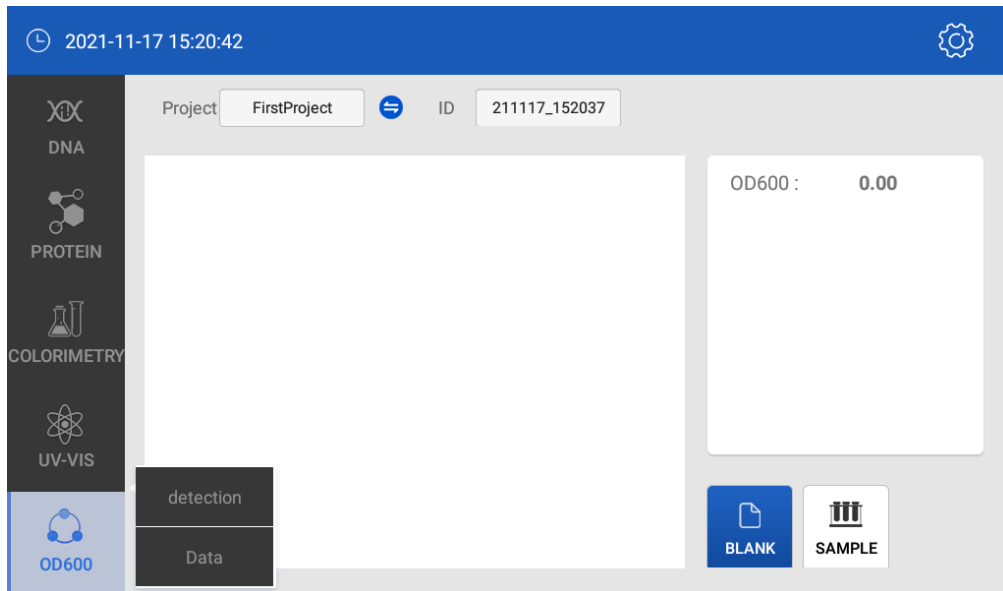 2021-11-17 15:20:42
DNA
PROTEIN
COLORIMETRY
UV-VIS
OD600
Project FirstProject ID 211117_152037
detection
Data
OD600 : 0.00
BLANK SAMPLE